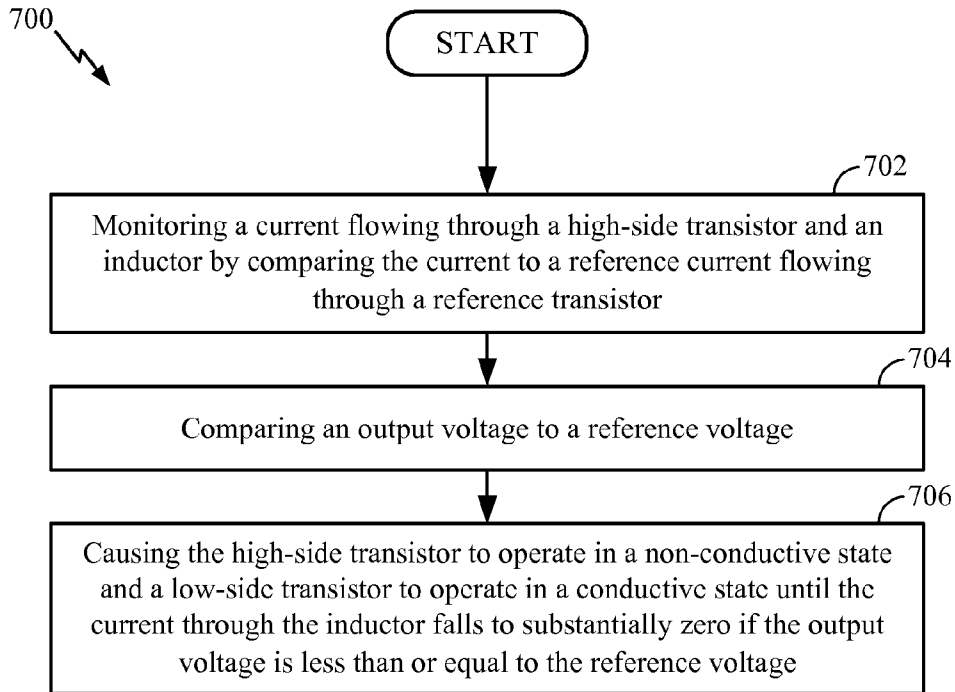 700
START
702
Monitoring a current flowing through a high-side transistor and an
inductor by comparing the current to a reference current flowing
through a reference transistor
704
Comparing an output voltage to a reference voltage
706
Causing the high-side transistor to operate in a non-conductive state
and a low-side transistor to operate in a conductive state until the
current through the inductor falls to substantially zero if the output
voltage is less than or equal to the reference voltage